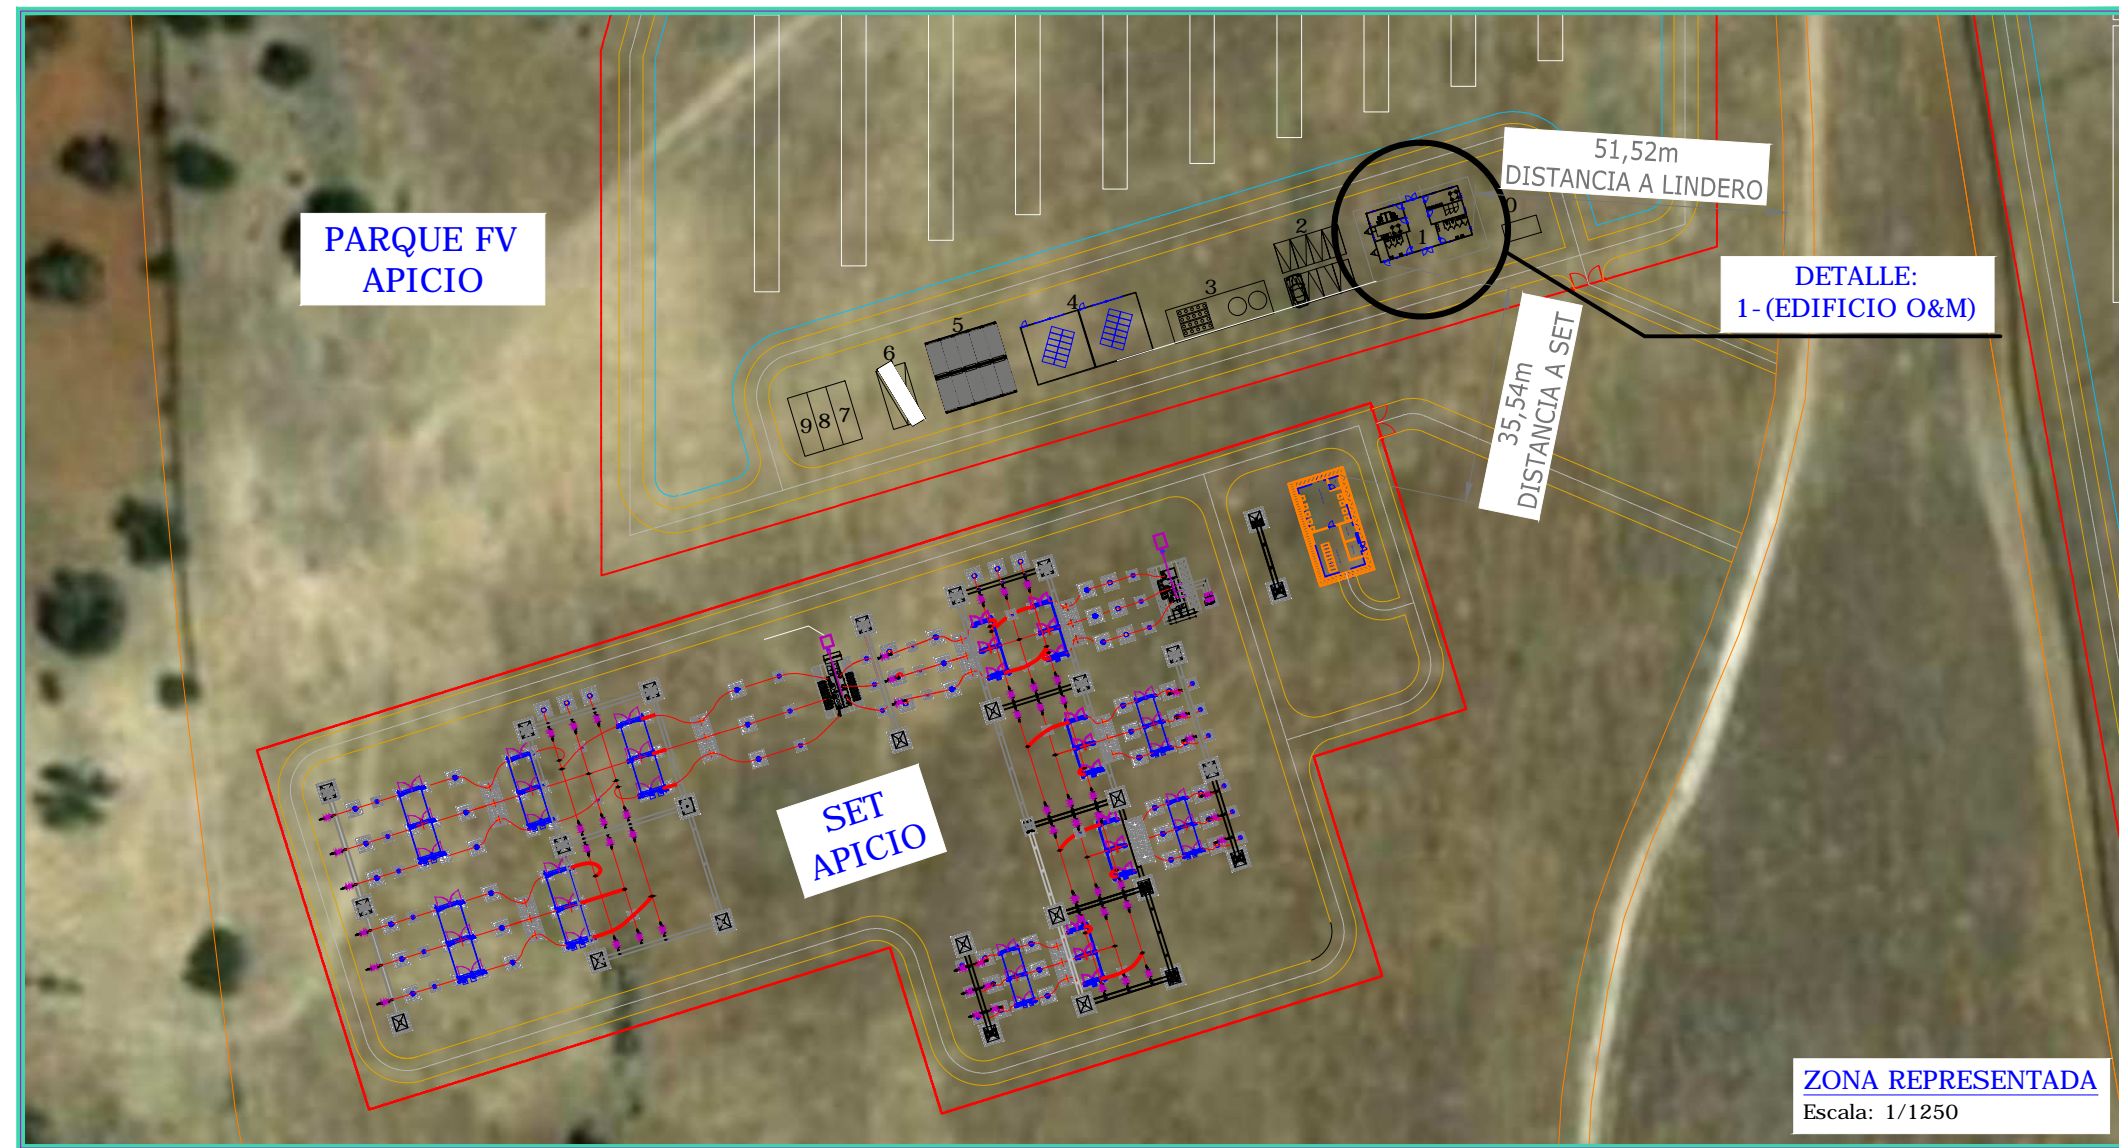 PARQUE FV
APICIO
51,52m
DISTANCIA A LINDERO
0
1
2
3
4
5
6
7
8
9
DETALLE:
1-(EDIFICIO O&M)
35,54m
DISTANCIA A SET
SET
APICIO
ZONA REPRESENTADA
Escala: 1/1250